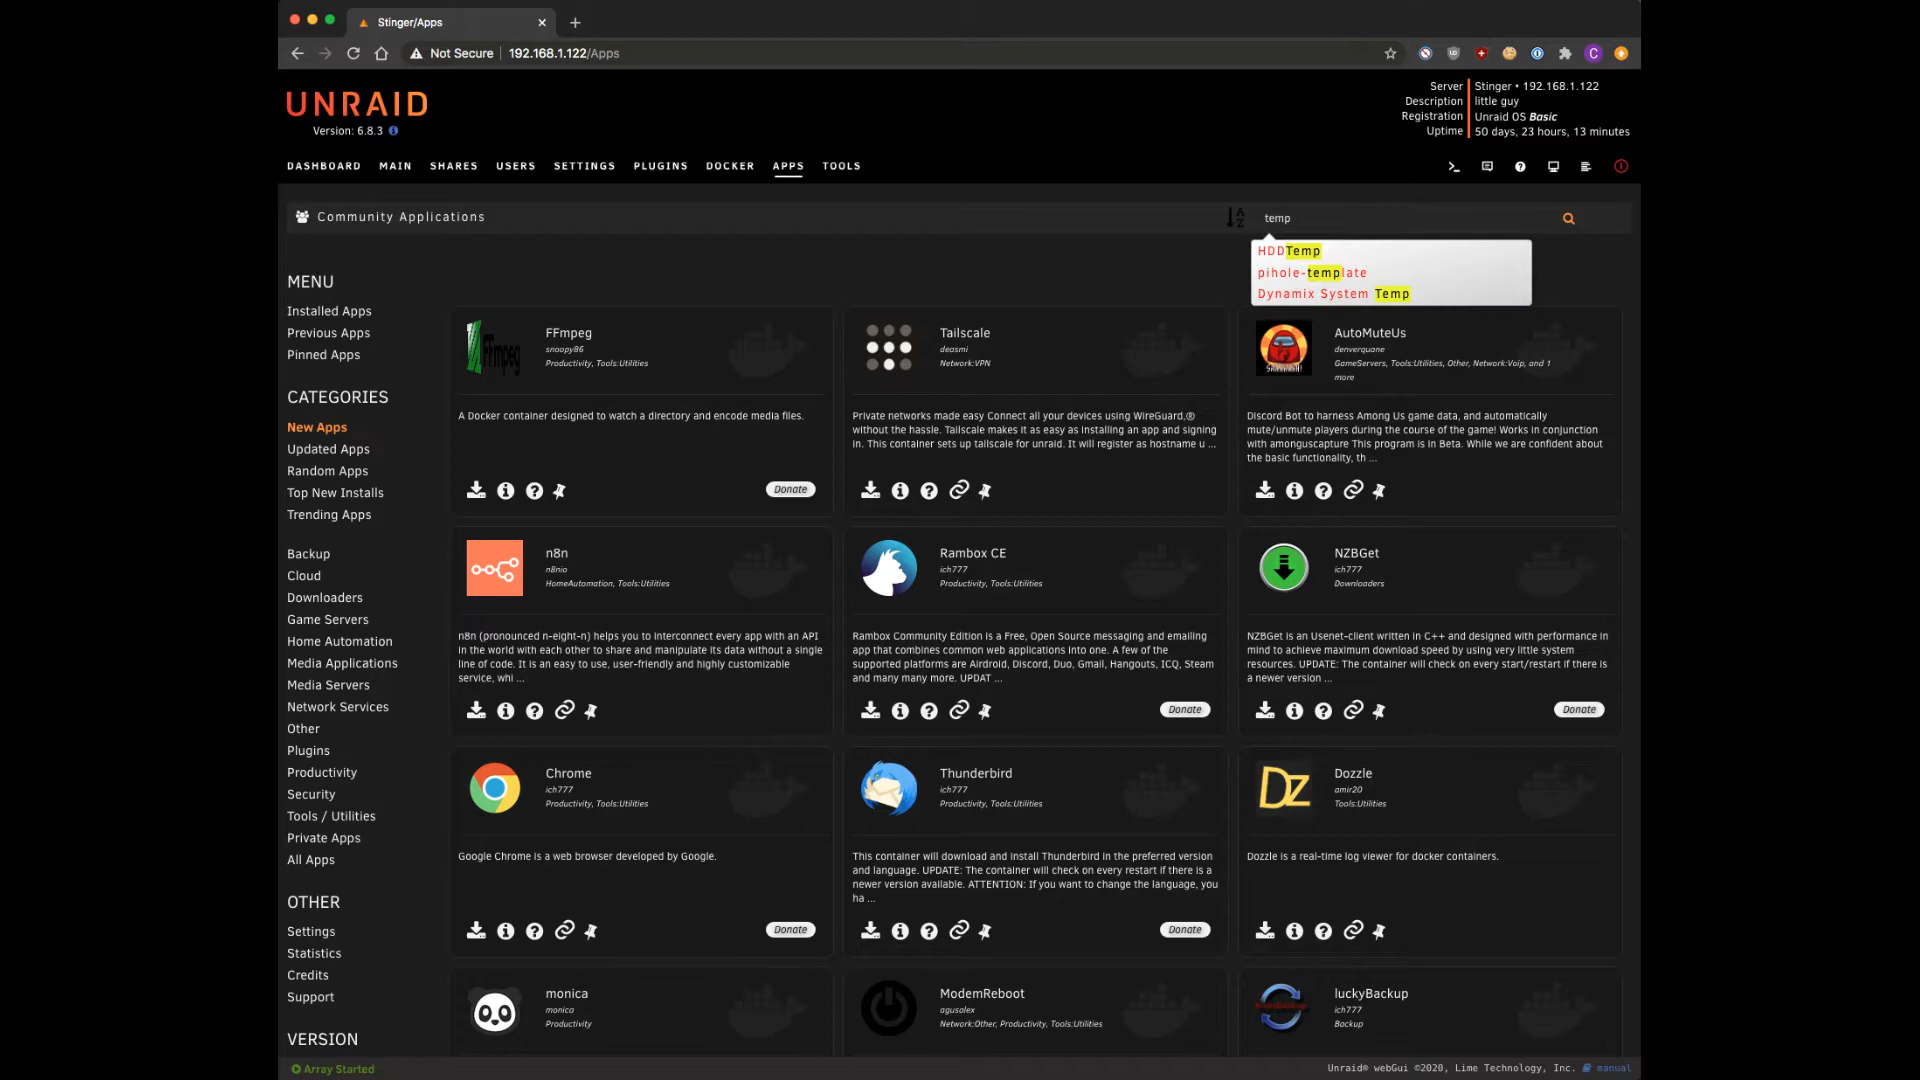 Stinger/Apps
Not Secure 192.168.1.122/Apps
C
UNRAID
Version: 6.8.3
Server Stinger • 192.168.1.122
Description little guy
Registration Unraid OS Basic
Uptime 50 days, 23 hours, 13 minutes
DASHBOARD MAIN SHARES USERS SETTINGS PLUGINS DOCKER APPS TOOLS
Community Applications
temp
HDDTemp
pihole-template
Dynamix System Temp
MENU
Installed Apps
Previous Apps
Pinned Apps
CATEGORIES
New Apps
Updated Apps
Random Apps
Top New Installs
Trending Apps
Backup
Cloud
Downloaders
Game Servers
Home Automation
Media Applications
Media Servers
Network Services
Other
Plugins
Productivity
Security
Tools / Utilities
Private Apps
All Apps
OTHER
Settings
Statistics
Credits
Support
VERSION
FFmpeg
FFmpeg
snoopy86
Productivity, Tools:Utilities
A Docker container designed to watch a directory and encode media files.
Donate
Tailscale
deasmi
Network:VPN
Private networks made easy Connect all your devices using WireGuard,®
without the hassle. Tailscale makes it as easy as installing an app and signing
in. This container sets up tailscale for unraid. It will register as hostname u ...
AutoMuteUs
denverquane
GameServers, Tools:Utilities, Other, Network:Voip, and 1
more
Discord Bot to harness Among Us game data, and automatically
mute/unmute players during the course of the game! Works in conjunction
with amonguscapture This program is in Beta. While we are confident about
the basic functionality, th ...
n8n
n8nio
HomeAutomation, Tools:Utilities
n8n (pronounced n-eight-n) helps you to interconnect every app with an API
in the world with each other to share and manipulate its data without a single
line of code. It is an easy to use, user-friendly and highly customizable
service, whi ...
Rambox CE
ich777
Productivity, Tools:Utilities
Rambox Community Edition is a Free, Open Source messaging and emailing
app that combines common web applications into one. A few of the
supported platforms are Airdroid, Discord, Duo, Gmail, Hangouts, ICQ, Steam
and many many more. UPDAT ...
Donate
NZBGet
ich777
Downloaders
NZBGet is an Usenet-client written in C++ and designed with performance in
mind to achieve maximum download speed by using very little system
resources. UPDATE: The container will check on every start/restart if there is
a newer version ...
Donate
Chrome
ich777
Productivity, Tools:Utilities
Google Chrome is a web browser developed by Google.
Donate
Thunderbird
ich777
Productivity, Tools:Utilities
This container will download and install Thunderbird in the preferred version
and language. UPDATE: The container will check on every restart if there is a
newer version available. ATTENTION: If you want to change the language, you
ha ...
Donate
DZ
Dozzle
amir20
Tools:Utilities
Dozzle is a real-time log viewer for docker containers.
monica
monica
Productivity
ModemReboot
agusalex
Network:Other, Productivity, Tools:Utilities
luckyBackup
ich777
Backup
Array Started
Unraid® webGui ©2020, Lime Technology, Inc. manual